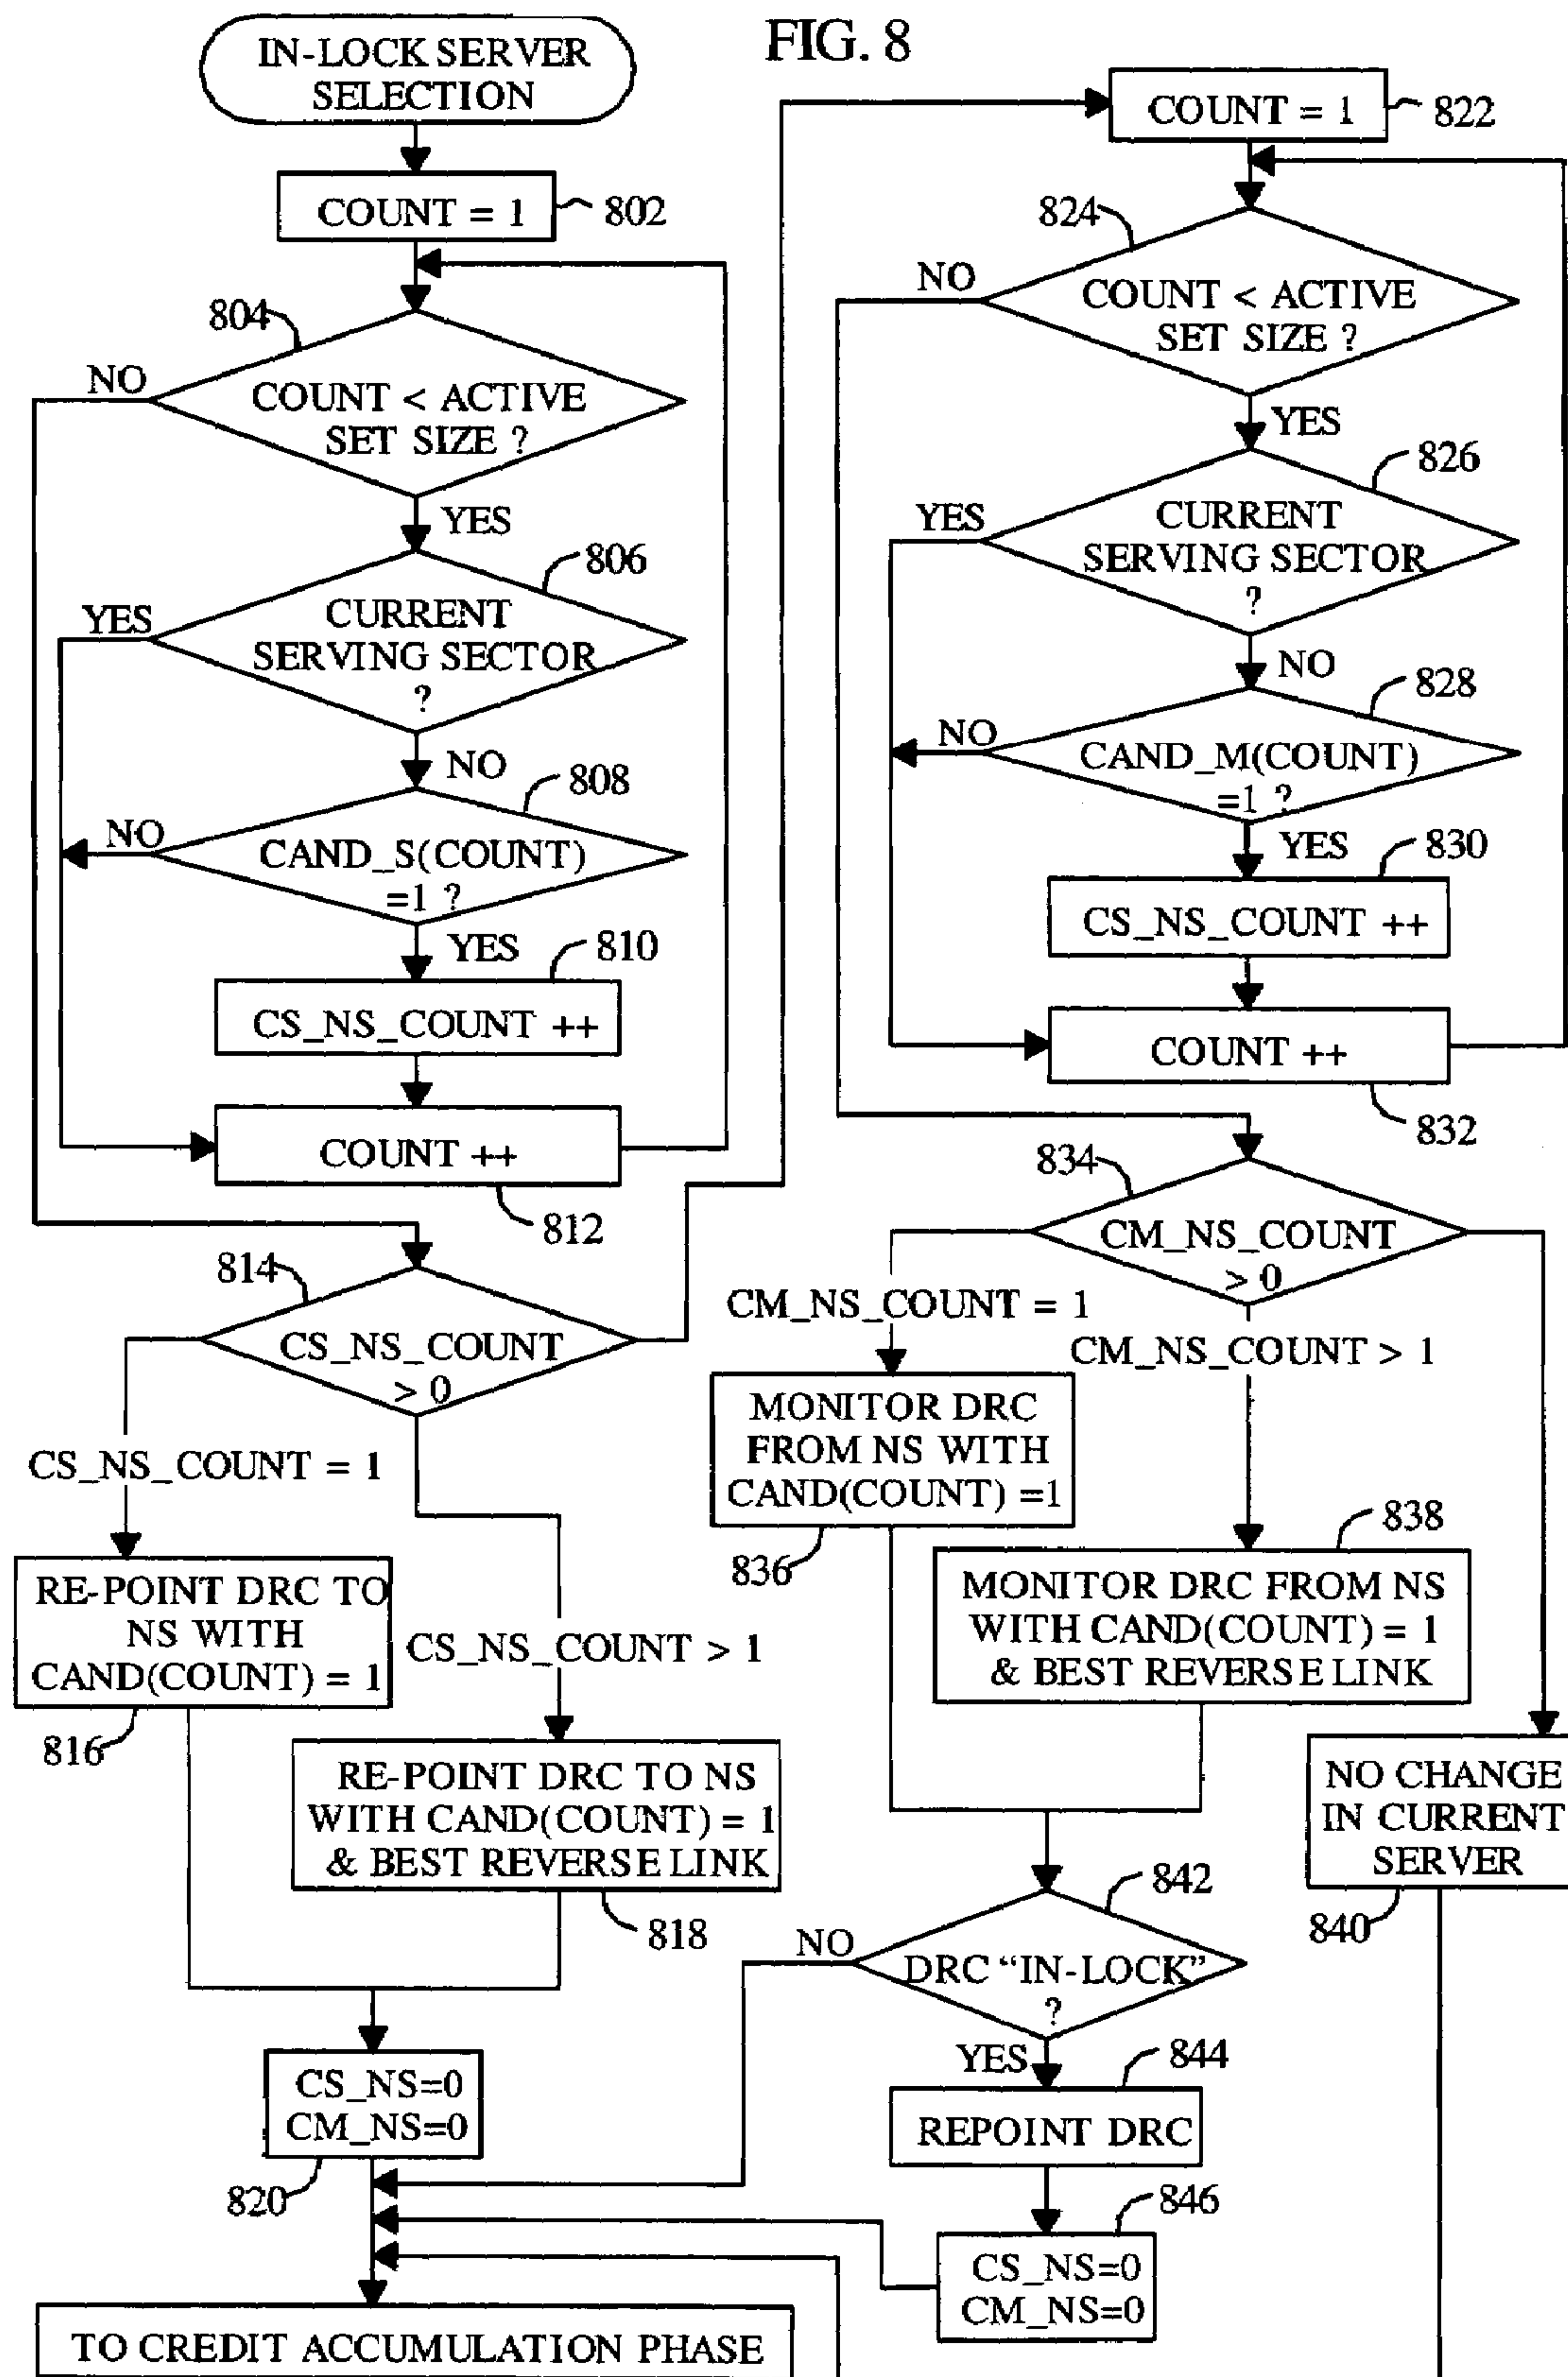 FIG. 8
IN-LOCK SERVER
SELECTION
COUNT = 1
802
804
NO
COUNT < ACTIVE
SET SIZE ?
YES
806
YES
CURRENT
SERVING SECTOR
?
NO
808
NO
CAND_S(COUNT)
=1 ?
YES
810
CS_NS_COUNT ++
COUNT ++
812
814
CS_NS_COUNT
> 0
CS_NS_COUNT = 1
RE-POINT DRC TO
NS WITH
CAND(COUNT) = 1
816
CS_NS_COUNT > 1
RE-POINT DRC TO NS
WITH CAND(COUNT) = 1
& BEST REVERSE LINK
818
CS_NS=0
CM_NS=0
820
TO CREDIT ACCUMULATION PHASE
COUNT = 1
822
824
NO
COUNT < ACTIVE
SET SIZE ?
YES
826
YES
CURRENT
SERVING SECTOR
?
NO
828
NO
CAND_M(COUNT)
=1 ?
YES
830
CS_NS_COUNT ++
COUNT ++
832
834
CM_NS_COUNT
> 0
CM_NS_COUNT = 1
CM_NS_COUNT > 1
MONITOR DRC
FROM NS WITH
CAND(COUNT) =1
836
838
MONITOR DRC FROM NS
WITH CAND(COUNT) = 1
& BEST REVERSE LINK
NO CHANGE
IN CURRENT
SERVER
840
842
NO
DRC “IN-LOCK”
?
YES
844
REPOINT DRC
846
CS_NS=0
CM_NS=0